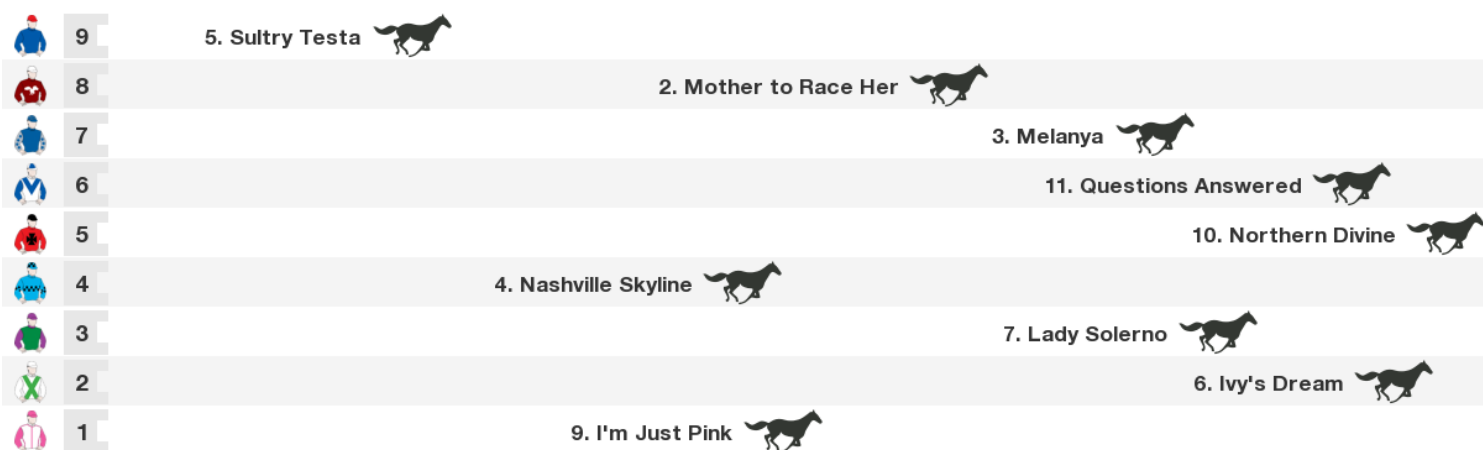 9 5. Sultry Testa
8 2. Mother to Race Her
7 3. Melanya
6 11. Questions Answered
5 10. Northern Divine
4 4. Nashville Skyline
3 7. Lady Solerno
2 6. Ivy's Dream
1 9. I'm Just Pink